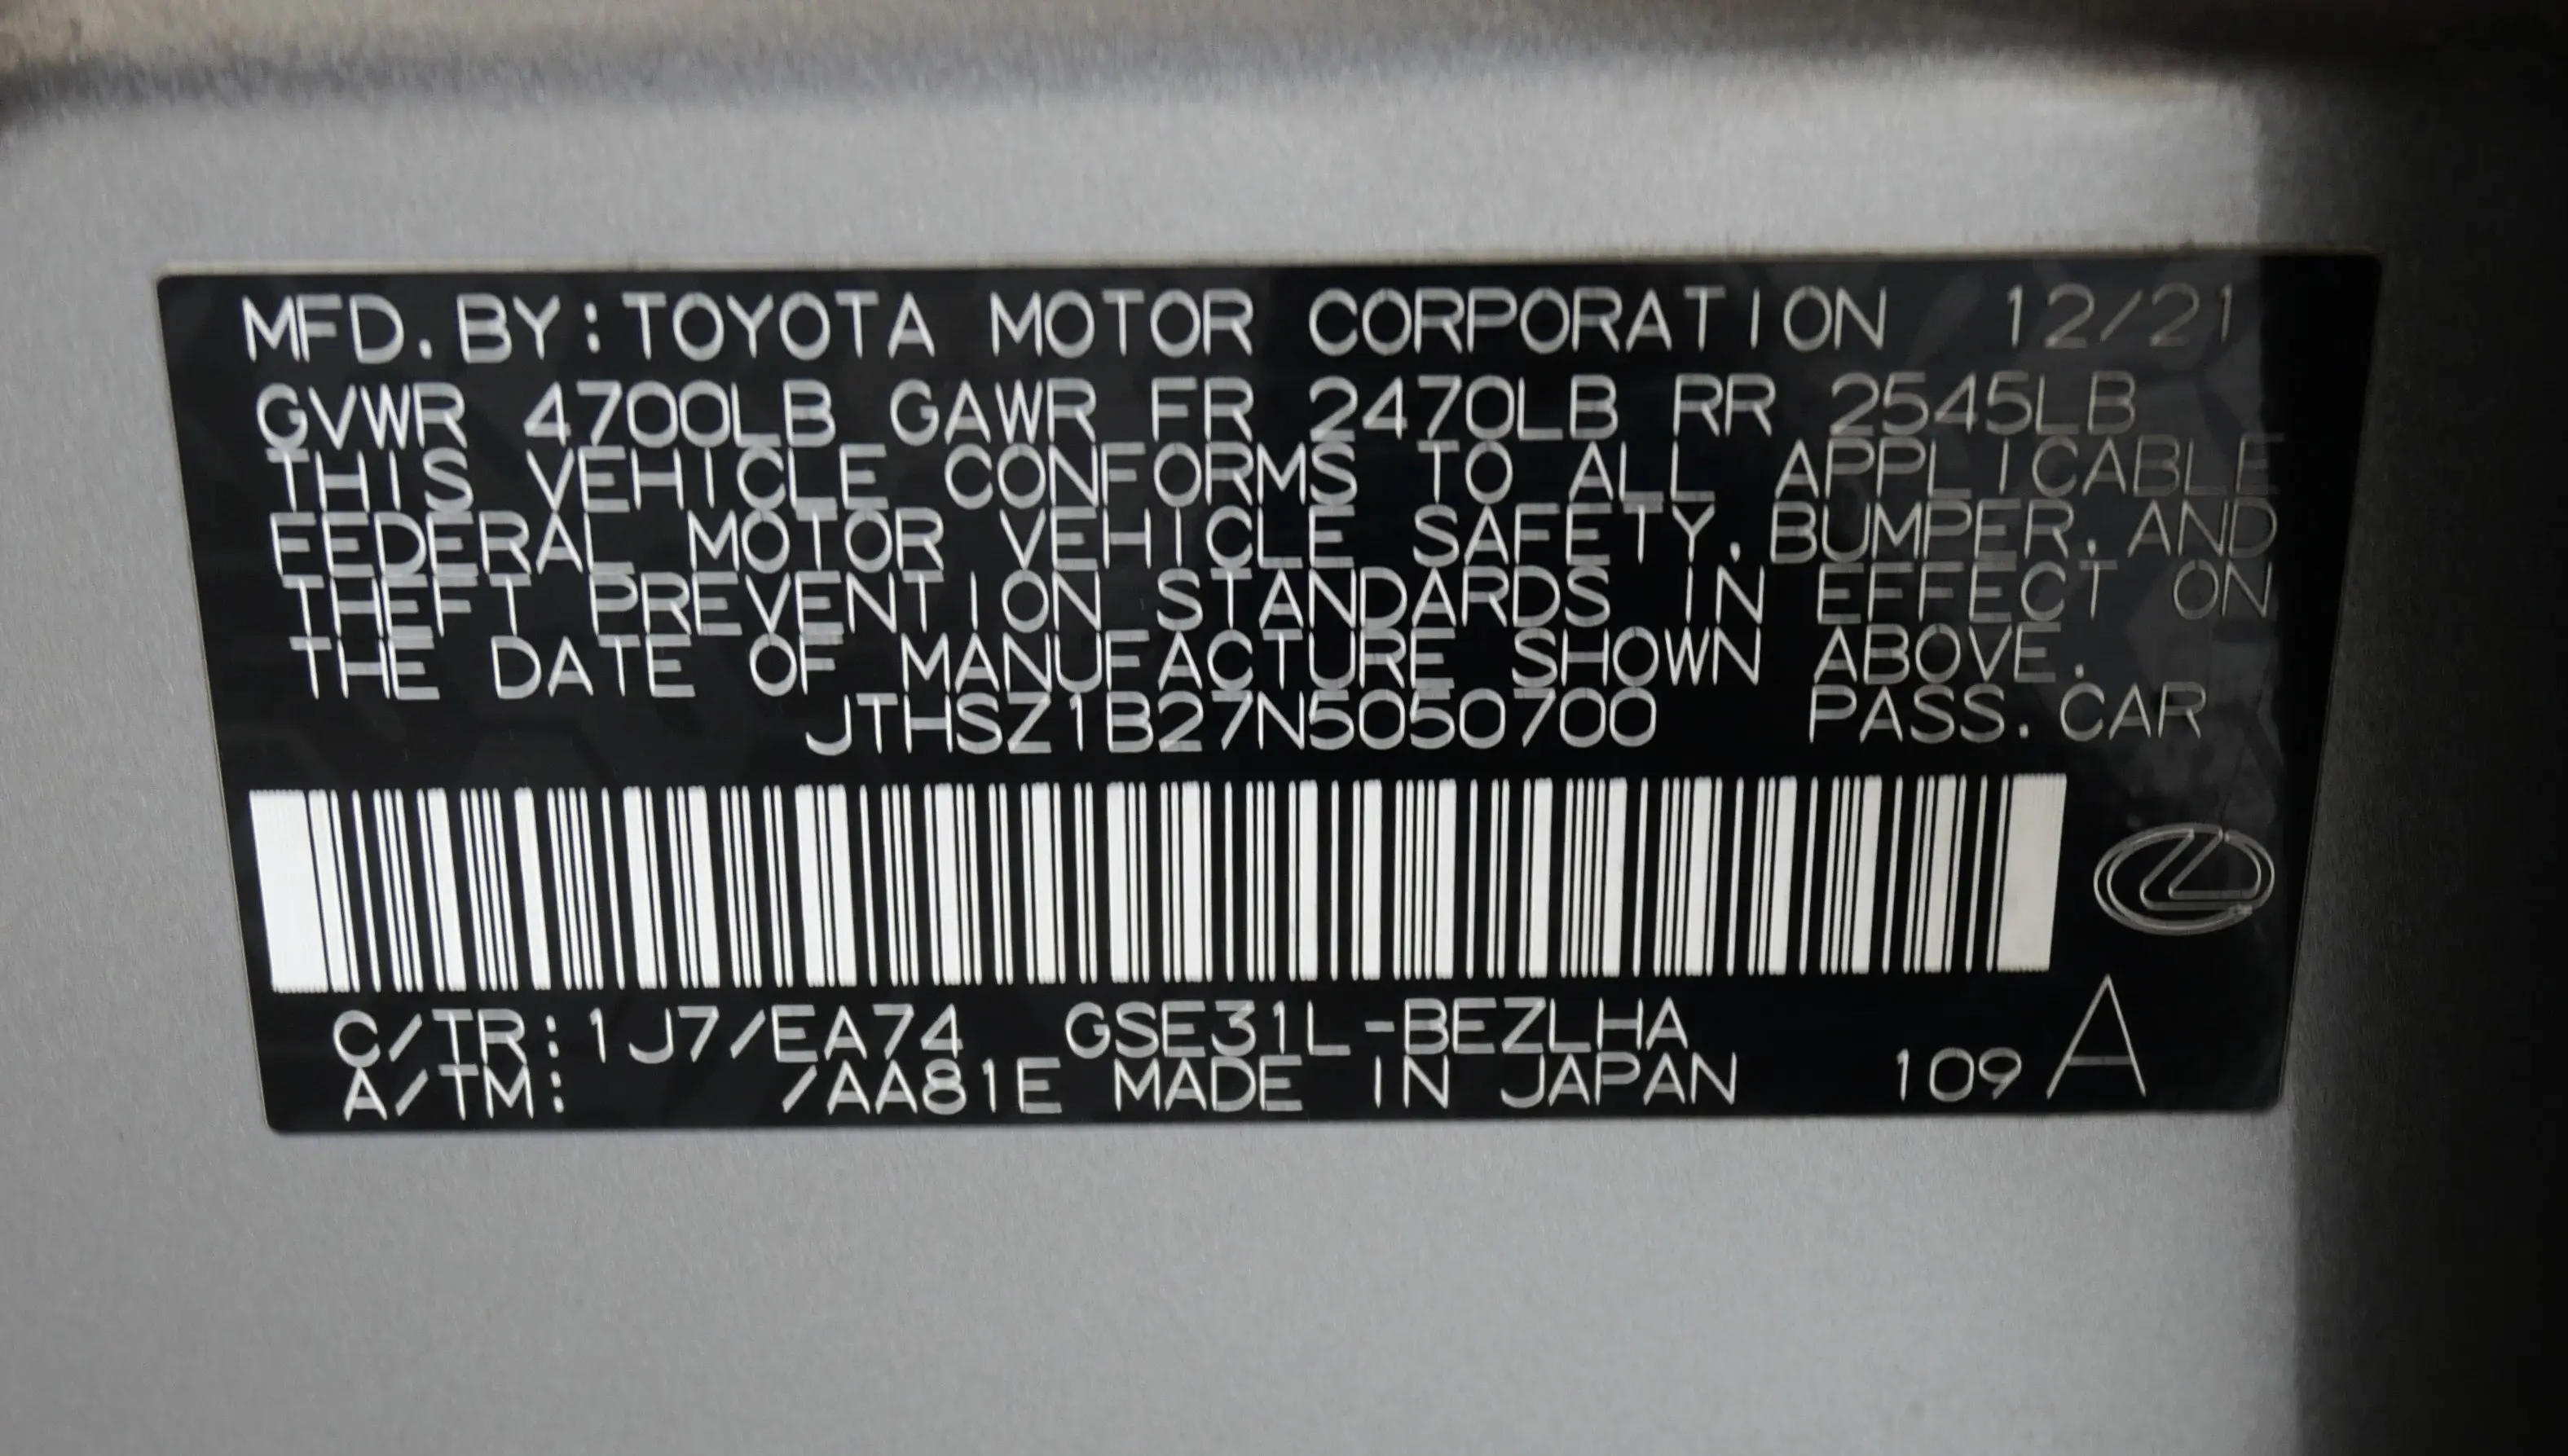 MFD. BY: TOYOTA MOTOR CORPORATION 12/21
GVWR 4700LB GAWR FR 2470LB RR 2545LB
THIS VEHICLE CONFORMS TO ALL APPLICABLE
FEDERAL MOTOR VEHICLE SAFETY, BUMPER, AND
THEFT PREVENTION STANDARDS IN EFFECT ON
THE DATE OF MANUFACTURE SHOWN ABOVE.
JTHSZ1B27N5050700 PASS. CAR
C/TR: 1J7/EA74 GSE31L-BEZLHA
A/TM: /AA81E MADE IN JAPAN 109 A